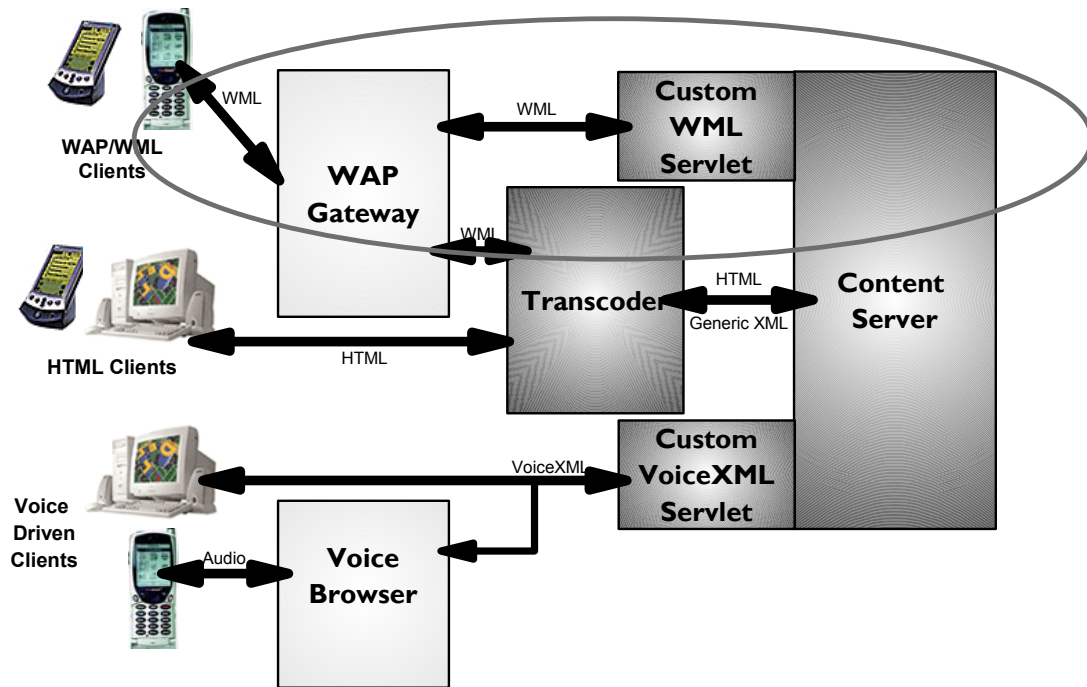 WML
WAP/WML
Clients
WAP
Gateway
WML
Custom
WML
Servlet
WML
Transcoder
HTML
Generic XML
Content
Server
HTML Clients
HTML
Voice
Driven
Clients
VoiceXML
Custom
VoiceXML
Servlet
Audio
Voice
Browser